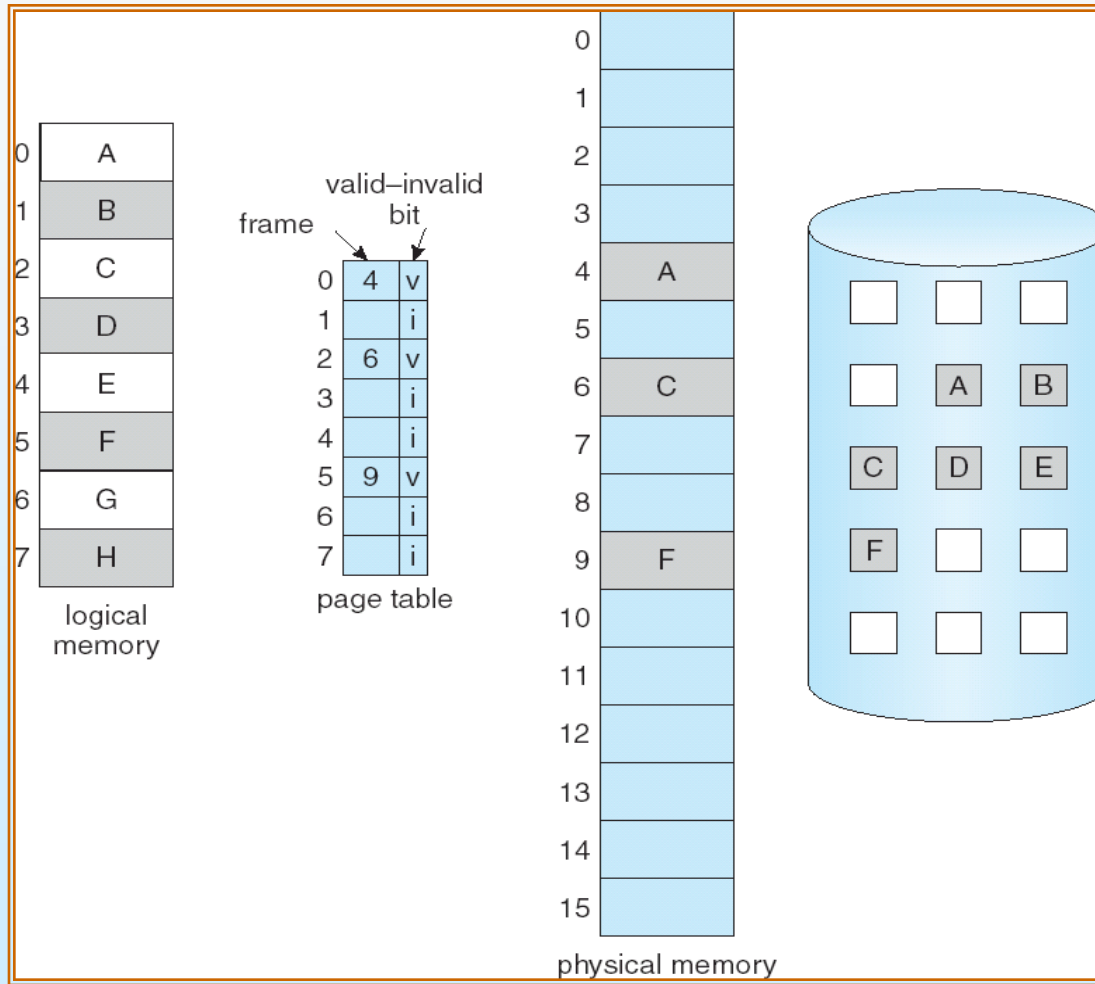 0 A
1 B
2 C
3 D
4 E
5 F
6 G
7 H
logical
memory
valid–invalid
bit
frame
0 4 v
1 i
2 6 v
3 i
4 i
5 9 v
6 i
7 i
page table
0
1
2
3
4 A
5
6 C
7
8
9 F
10
11
12
13
14
15
physical memory
A B
C D E
F